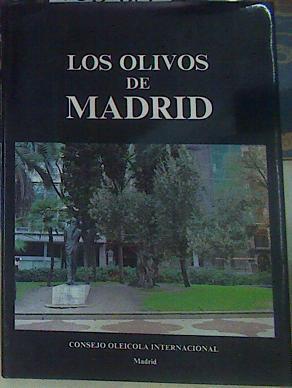 LOS OLIVOS
DE
MADRID
CONSEJO OLEICOLA INTERNACIONAL
Madrid